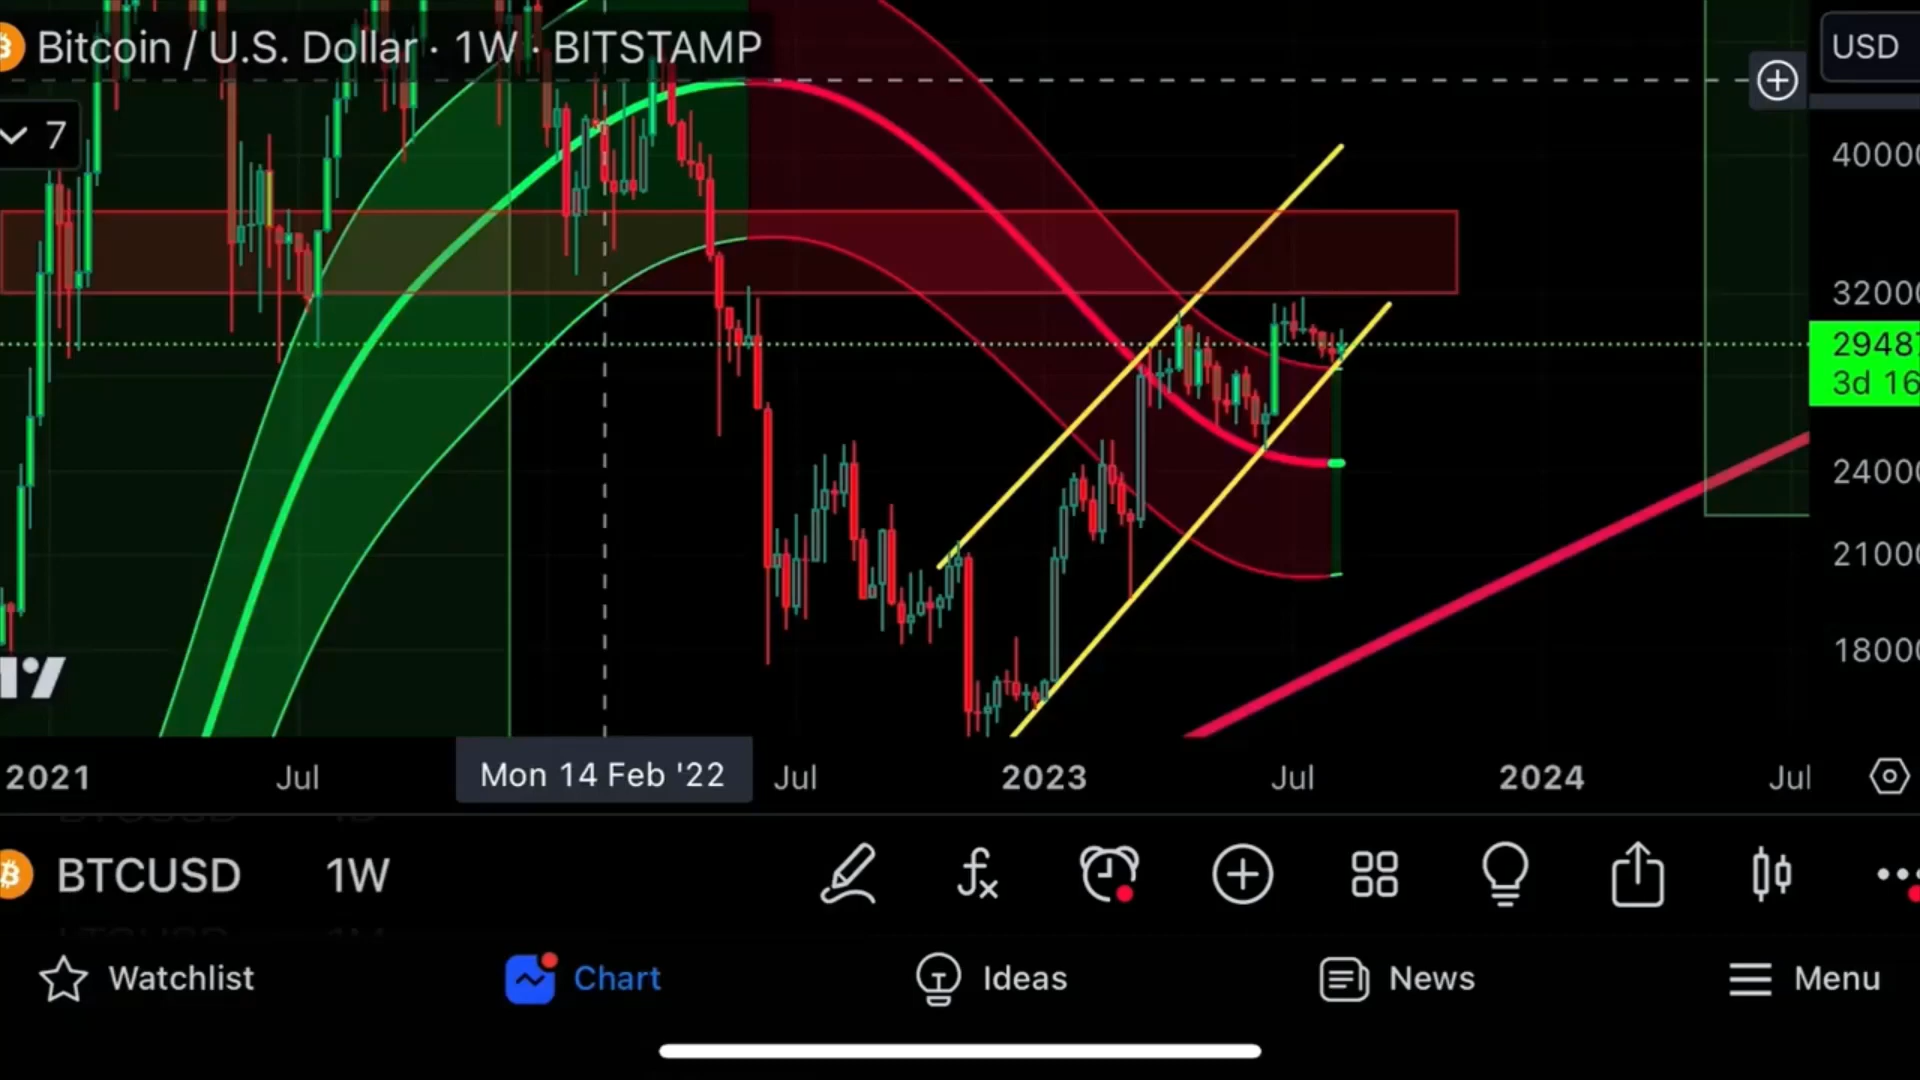 Bitcoin / U.S. Dollar · 1W · BITSTAMP
USD
7
40000
32000
29487
3d 16
24000
21000
18000
2021
Jul
Mon 14 Feb '22
Jul
2023
Jul
2024
Jul
BTCUSD 1W
Watchlist
Chart
Ideas
News
Menu